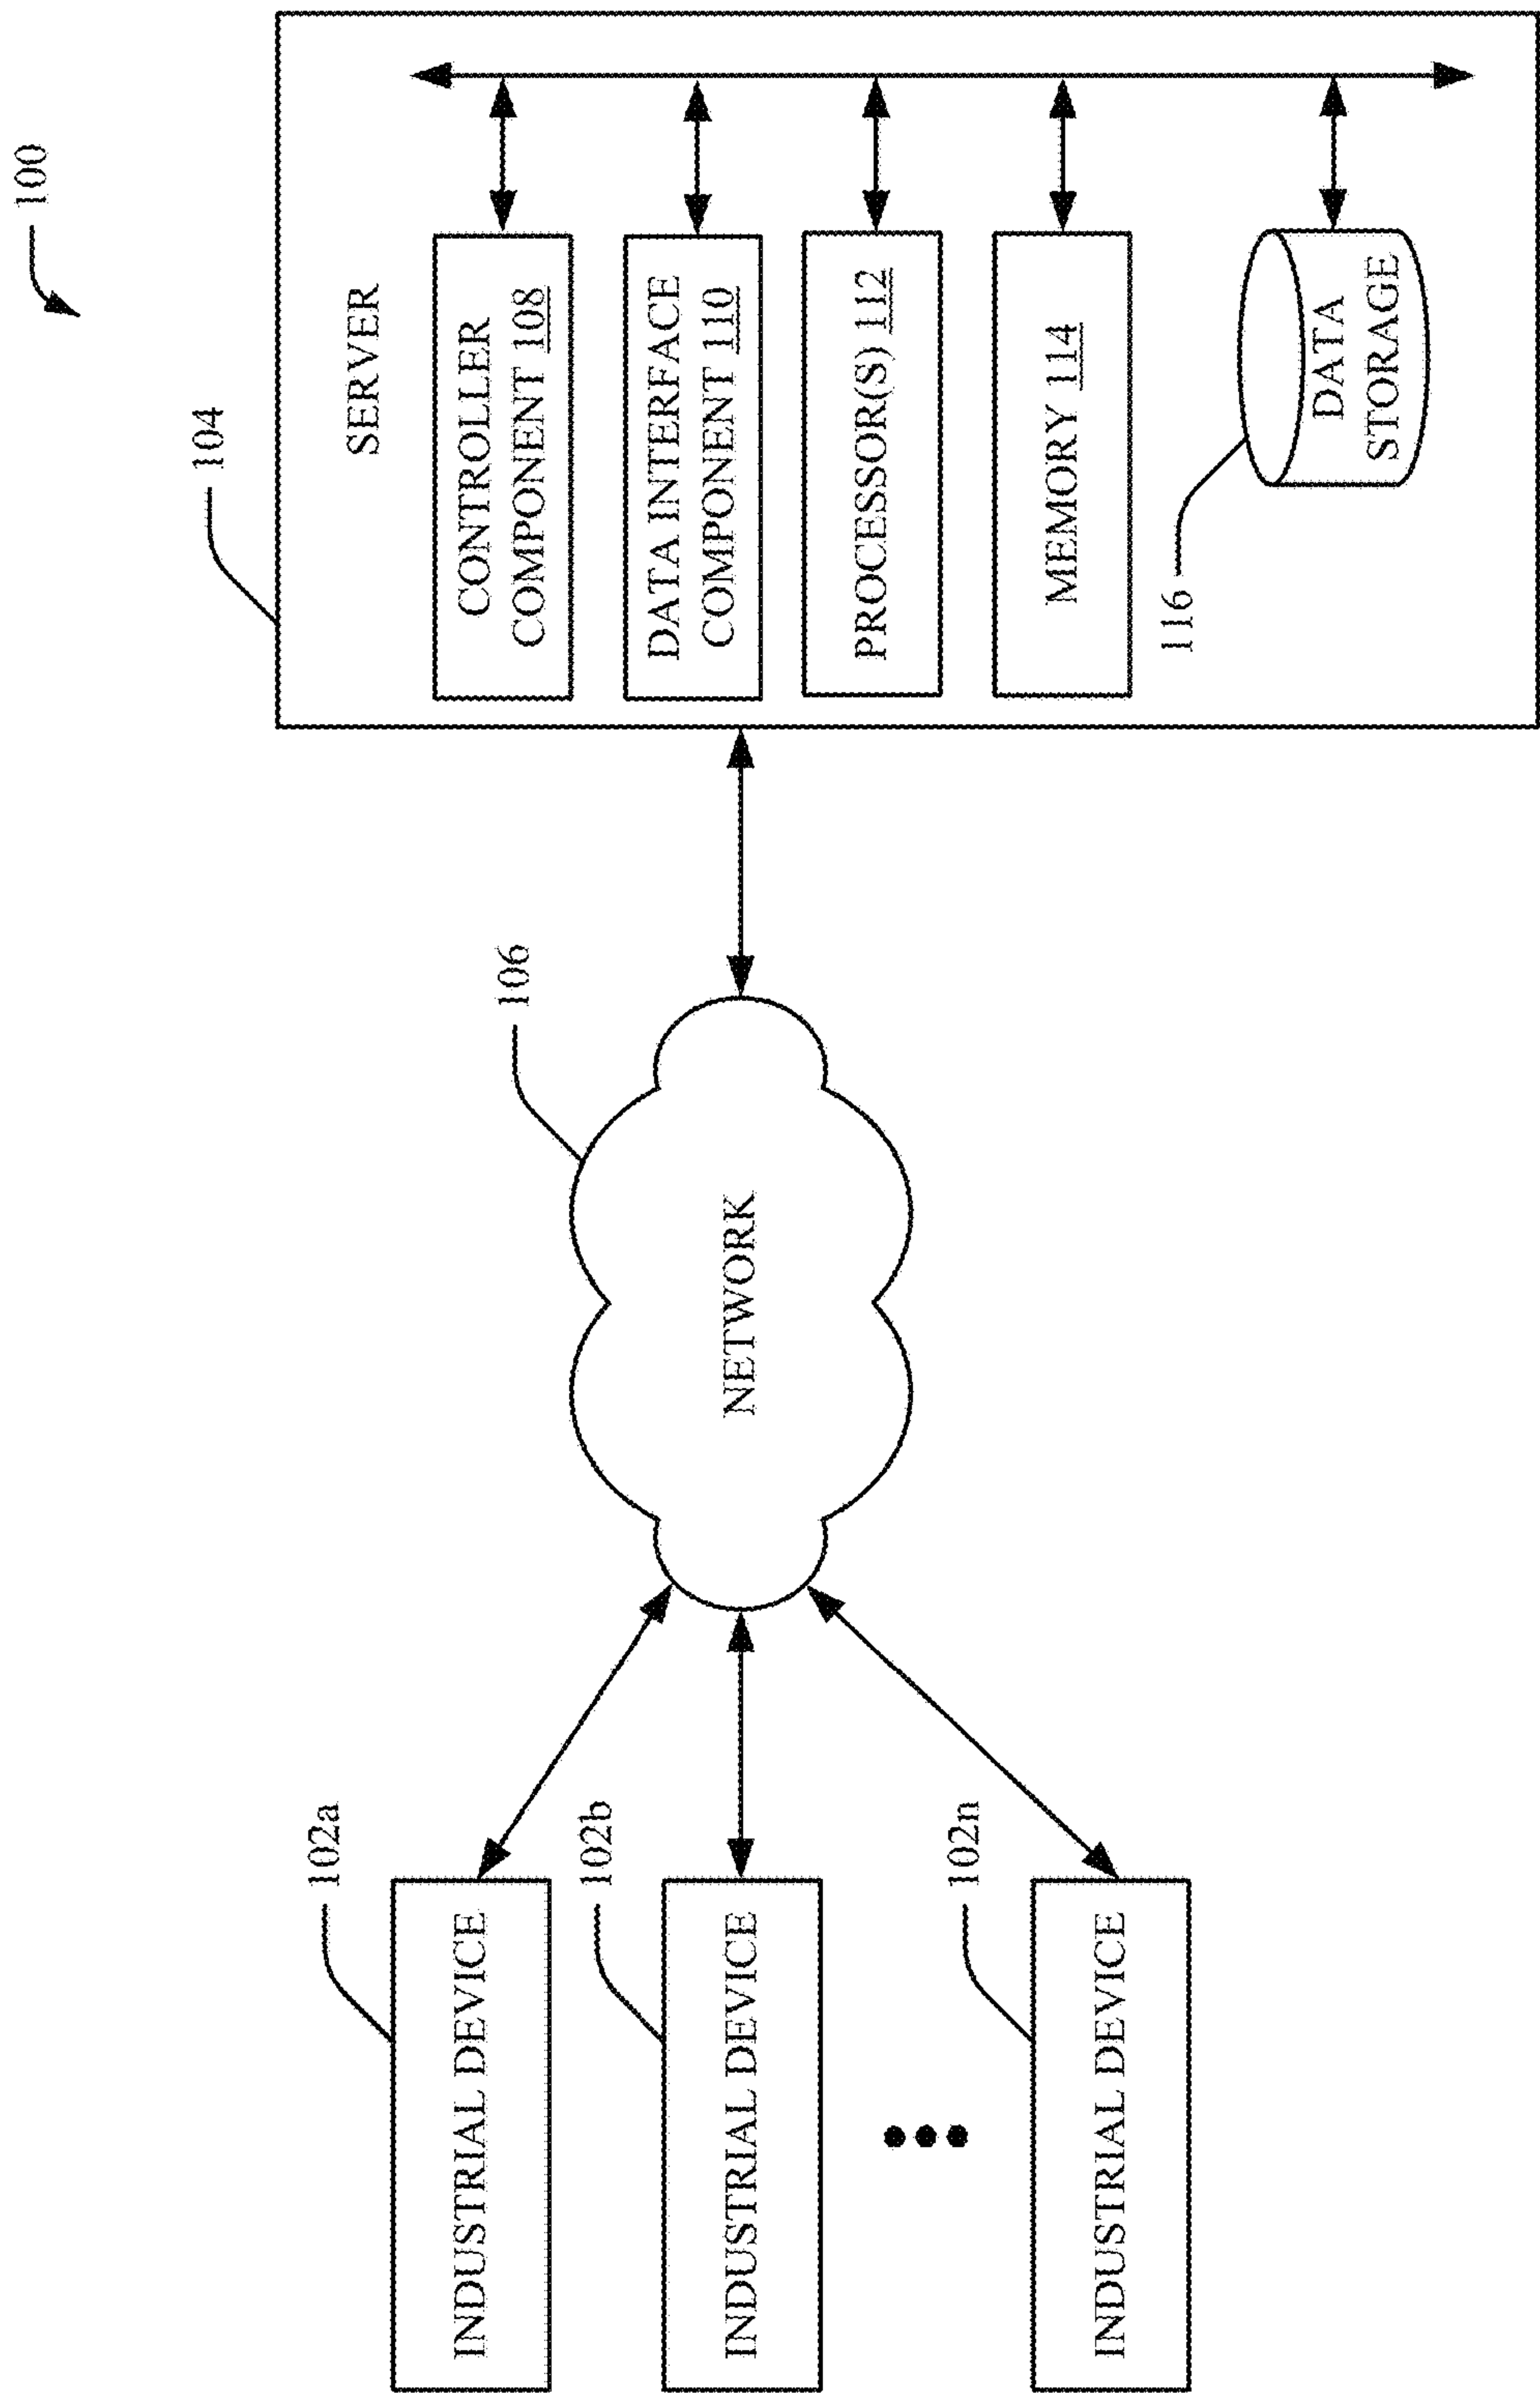 100
104
SERVER
CONTROLLER
COMPONENT 108
DATA INTERFACE
COMPONENT 110
PROCESSOR(S) 112
MEMORY 114
116
DATA
STORAGE
106
NETWORK
102a
INDUSTRIAL DEVICE
102b
INDUSTRIAL DEVICE
102n
INDUSTRIAL DEVICE